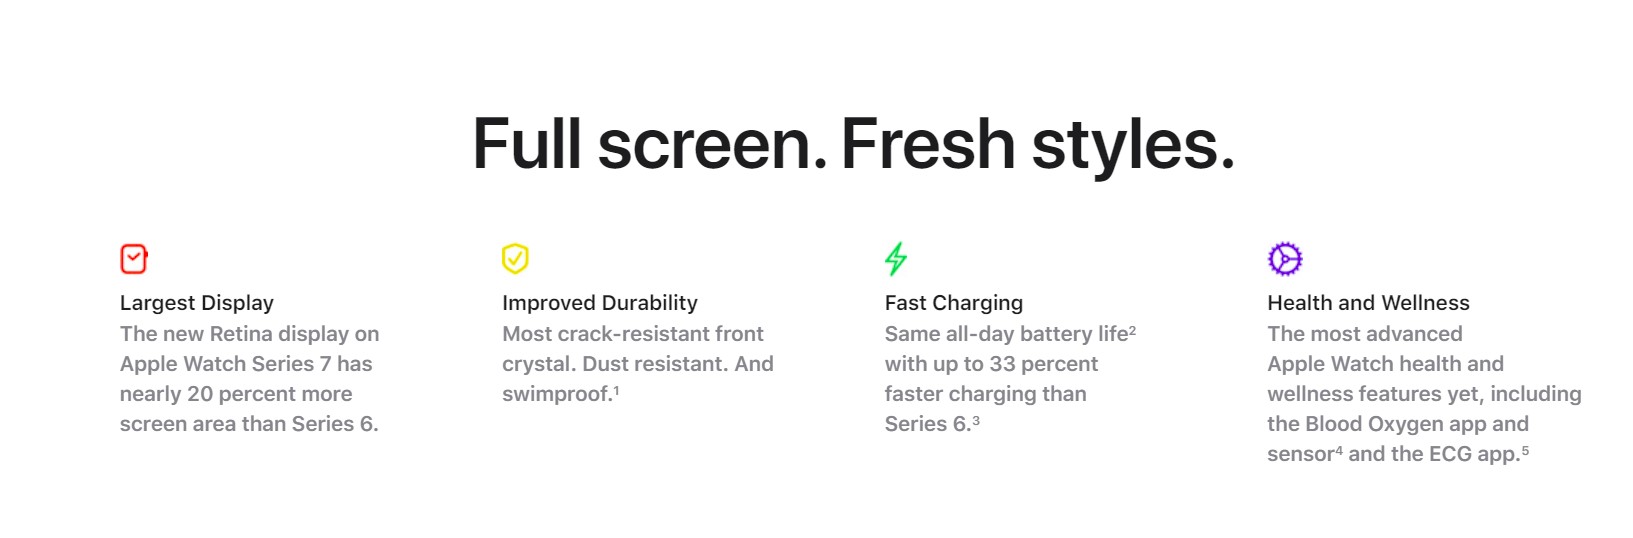 Full screen. Fresh styles.
Largest Display
The new Retina display on
Apple Watch Series 7 has
nearly 20 percent more
screen area than Series 6.
Improved Durability
Most crack-resistant front
crystal. Dust resistant. And
swimproof.¹
Fast Charging
Same all-day battery life²
with up to 33 percent
faster charging than
Series 6.³
Health and Wellness
The most advanced
Apple Watch health and
wellness features yet, including
the Blood Oxygen app and
sensor⁴ and the ECG app.⁵